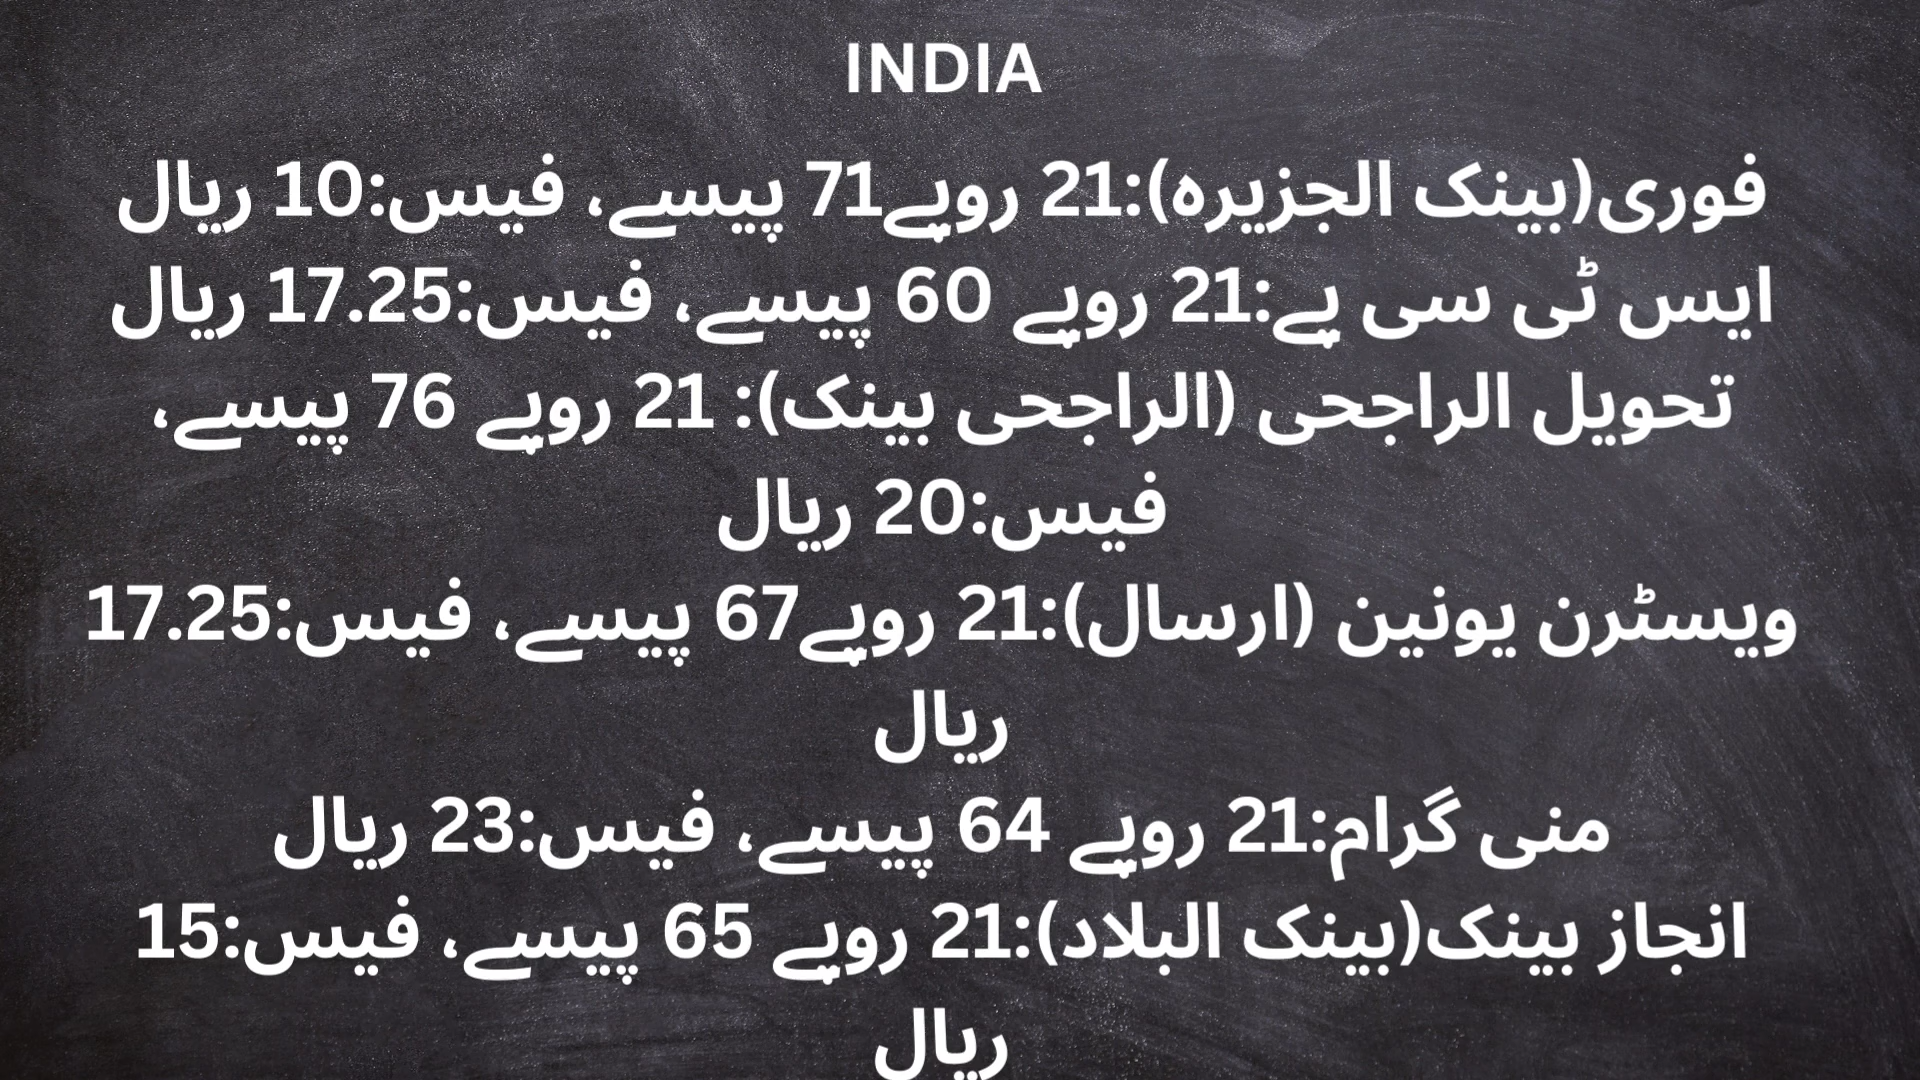 INDIA
فوری(بینک الجزیرہ):21 روپے71 پیسے، فیس:10 ریال
ایس ٹی سی پے:21 روپے 60 پیسے، فیس:17.25 ریال
تحویل الراجحی (الراجحی بینک): 21 روپے 76 پیسے،
فیس:20 ریال
ویسٹرن یونین (ارسال):21 روپے67 پیسے، فیس:17.25
ریال
منی گرام:21 روپے 64 پیسے، فیس:23 ریال
انجاز بینک(بینک البلاد):21 روپے 65 پیسے، فیس:15
ریال